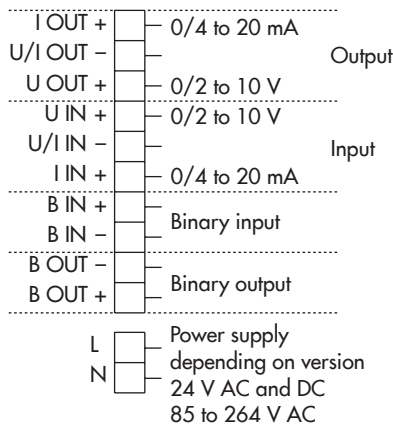 I OUT + 0/4 to 20 mA
U/I OUT –
Output
U OUT + 0/2 to 10 V
U IN + 0/2 to 10 V
U/I IN –
Input
I IN + 0/4 to 20 mA
B IN +
Binary input
B IN –
B OUT –
Binary output
B OUT +
L Power supply
depending on version
N 24 V AC and DC
85 to 264 V AC